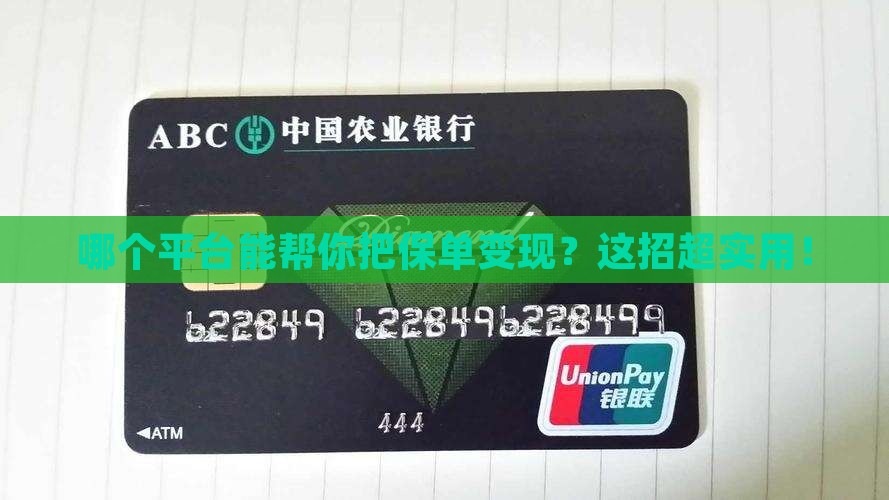 ABC 中国农业银行
Diamond
哪个平台能帮你把保单变现？这招超实用！
622849 6228496228499
UnionPay
银联
444
◀ATM